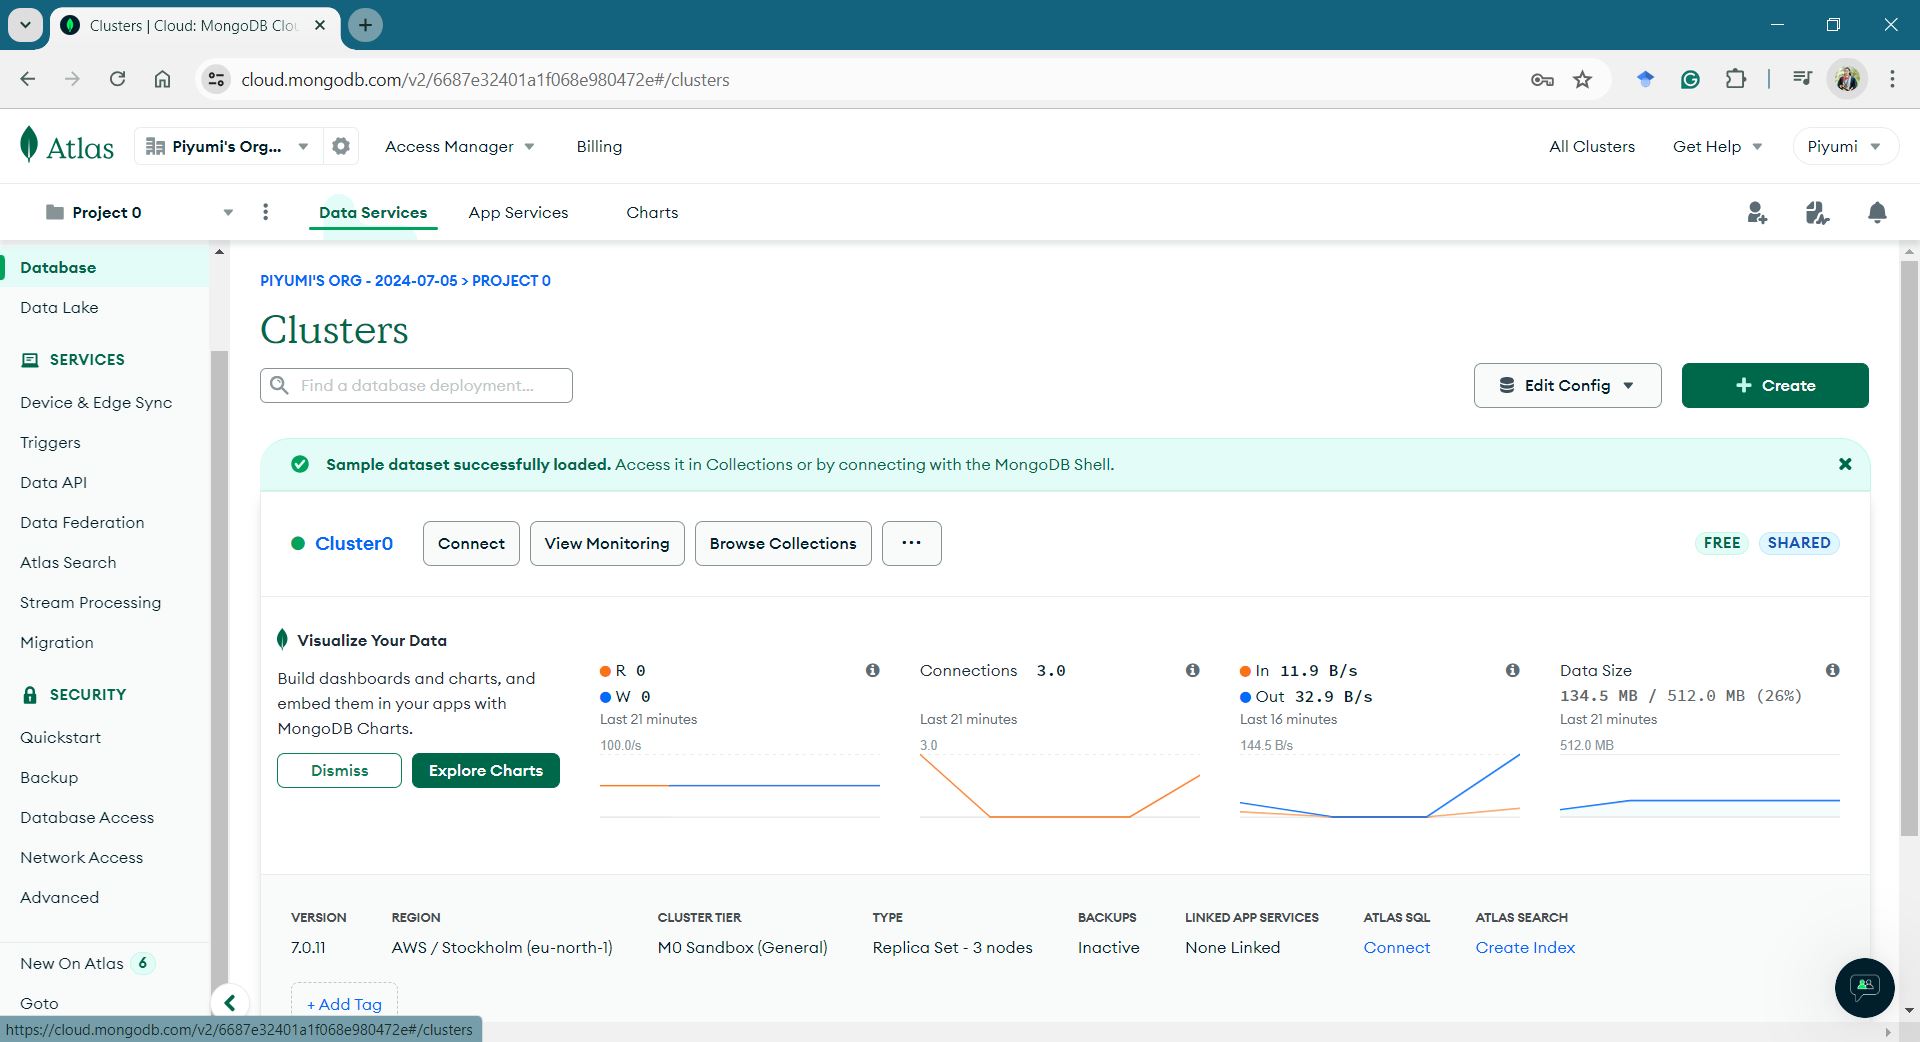 Clusters | Cloud: MongoDB Clou
cloud.mongodb.com/v2/6687e32401a1f068e980472e#/clusters
Atlas
Piyumi's Org...
Access Manager
Billing
All Clusters
Get Help
Piyumi
Project 0
Data Services
App Services
Charts
Database
Data Lake
SERVICES
Device & Edge Sync
Triggers
Data API
Data Federation
Atlas Search
Stream Processing
Migration
SECURITY
Quickstart
Backup
Database Access
Network Access
Advanced
New On Atlas 6
Goto
PIYUMI'S ORG - 2024-07-05 > PROJECT 0
Clusters
Find a database deployment...
Edit Config
+ Create
Sample dataset successfully loaded. Access it in Collections or by connecting with the MongoDB Shell.
Cluster0
Connect
View Monitoring
Browse Collections
...
FREE
SHARED
Visualize Your Data
Build dashboards and charts, and
embed them in your apps with
MongoDB Charts.
Dismiss
Explore Charts
R 0
W 0
Last 21 minutes
100.0/s
Connections 3.0
Last 21 minutes
3.0
In 11.9 B/s
Out 32.9 B/s
Last 16 minutes
144.5 B/s
Data Size
134.5 MB / 512.0 MB (26%)
Last 21 minutes
512.0 MB
VERSION
7.0.11
REGION
AWS / Stockholm (eu-north-1)
CLUSTER TIER
M0 Sandbox (General)
TYPE
Replica Set - 3 nodes
BACKUPS
Inactive
LINKED APP SERVICES
None Linked
ATLAS SQL
Connect
ATLAS SEARCH
Create Index
+ Add Tag
https://cloud.mongodb.com/v2/6687e32401a1f068e980472e#/clusters